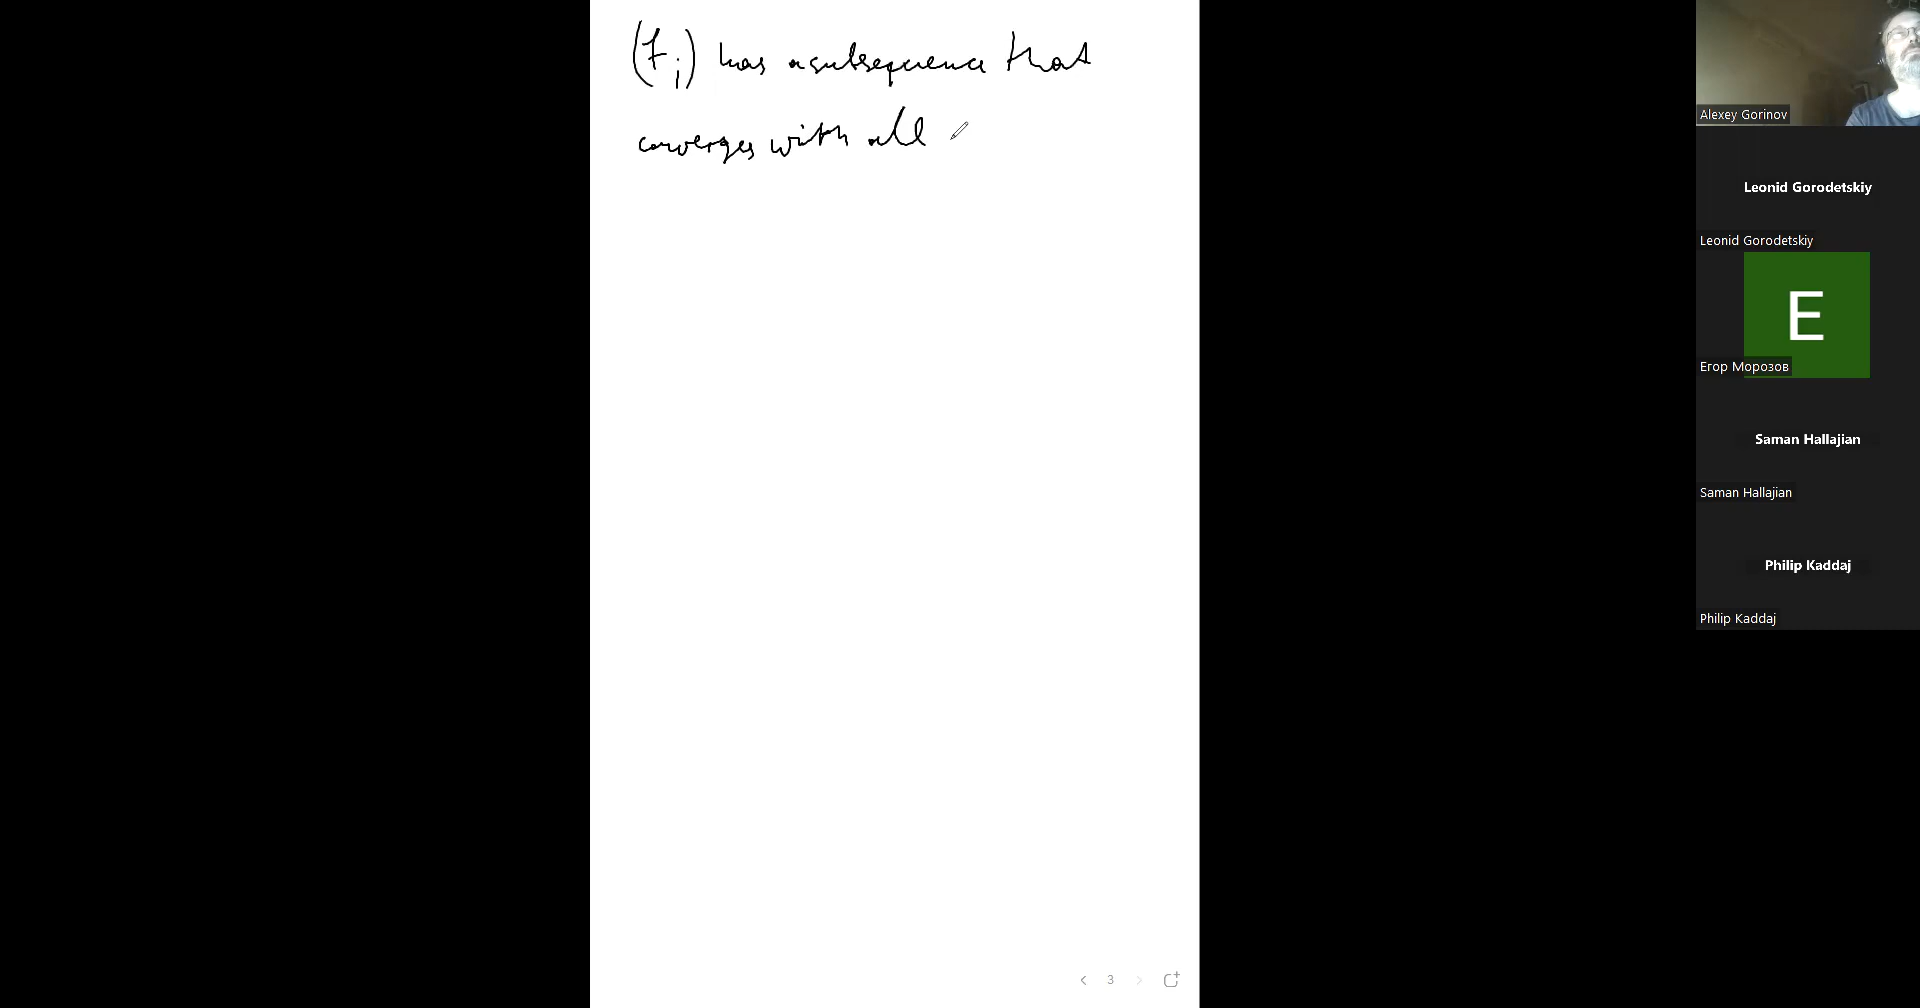 (f_i) has a subsequence that
converges with all
Alexey Gorinov
Leonid Gorodetskiy
Leonid Gorodetskiy
E
Егор Морозов
Saman Hallajian
Saman Hallajian
Philip Kaddaj
Philip Kaddaj
3